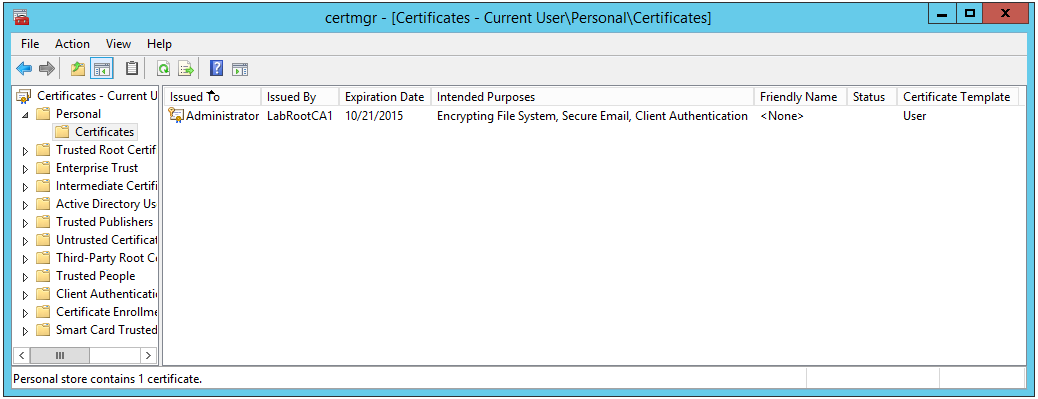 certmgr - [Certificates - Current User\Personal\Certificates]
File Action View Help
Certificates - Current U
Personal
Certificates
Trusted Root Certif
Enterprise Trust
Intermediate Certifi
Active Directory Us
Trusted Publishers
Untrusted Certificat
Third-Party Root Ce
Trusted People
Client Authenticatio
Certificate Enrollme
Smart Card Trusted
Issued To Issued By Expiration Date Intended Purposes Friendly Name Status Certificate Template
Administrator LabRootCA1 10/21/2015 Encrypting File System, Secure Email, Client Authentication <None> User
Personal store contains 1 certificate.